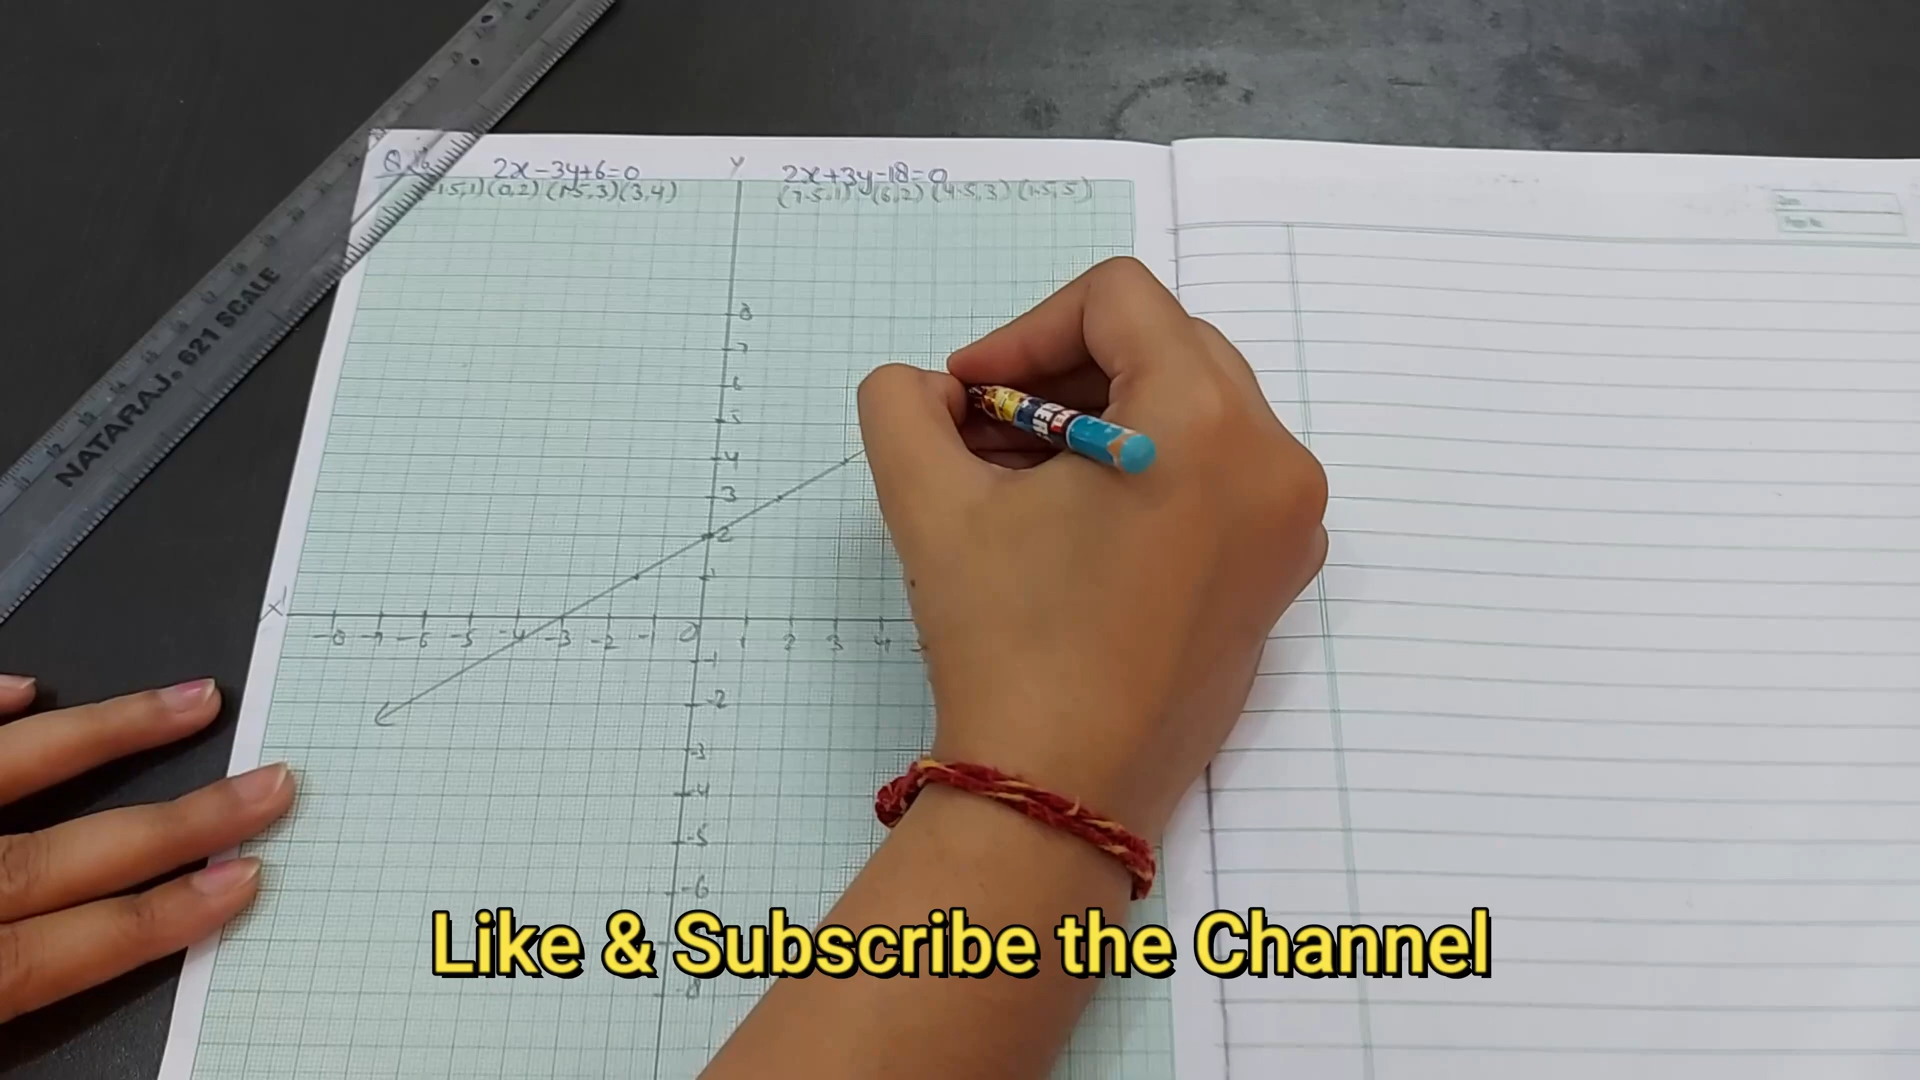 2x-3y+6=0
Y
2x+3y-18=0
1.5,1) (0,2) (1.5,3) (3,4)
(7.5,1) (6,2) (4.5,3) (1.5,5)
NATARAJ. 621 SCALE
8
7
6
5
4
3
2
1
X'
-8 -7 -6 -5 -4 -3 -2 -1 0 1 2 3 4
-1
-2
-3
-4
-5
-6
-8
Like & Subscribe the Channel